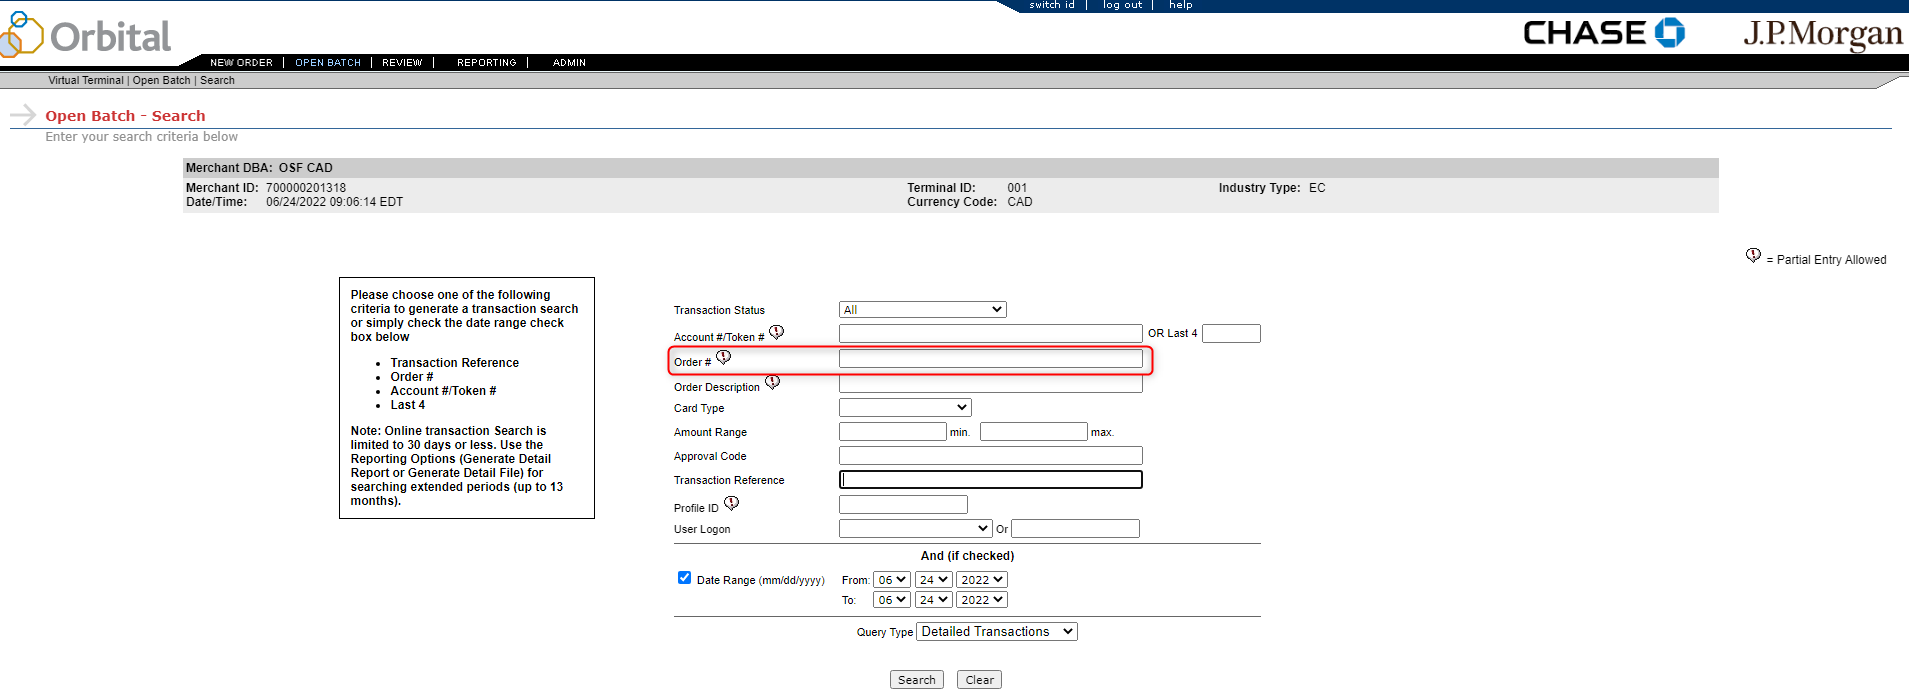 switch id | log out | help
Orbital
CHASE J.P.Morgan
NEW ORDER | OPEN BATCH | REVIEW | REPORTING | ADMIN
Virtual Terminal | Open Batch | Search
Open Batch - Search
Enter your search criteria below
Merchant DBA: OSF CAD
Merchant ID: 700000201318 Terminal ID: 001 Industry Type: EC
Date/Time: 06/24/2022 09:06:14 EDT Currency Code: CAD
= Partial Entry Allowed
Please choose one of the following
criteria to generate a transaction search
or simply check the date range check
box below
• Transaction Reference
• Order #
• Account #/Token #
• Last 4
Note: Online transaction Search is
limited to 30 days or less. Use the
Reporting Options (Generate Detail
Report or Generate Detail File) for
searching extended periods (up to 13
months).
Transaction Status All
Account #/Token # OR Last 4
Order #
Order Description
Card Type
Amount Range min. max.
Approval Code
Transaction Reference
Profile ID
User Logon Or
And (if checked)
Date Range (mm/dd/yyyy) From: 06 24 2022
To: 06 24 2022
Query Type Detailed Transactions
Search Clear